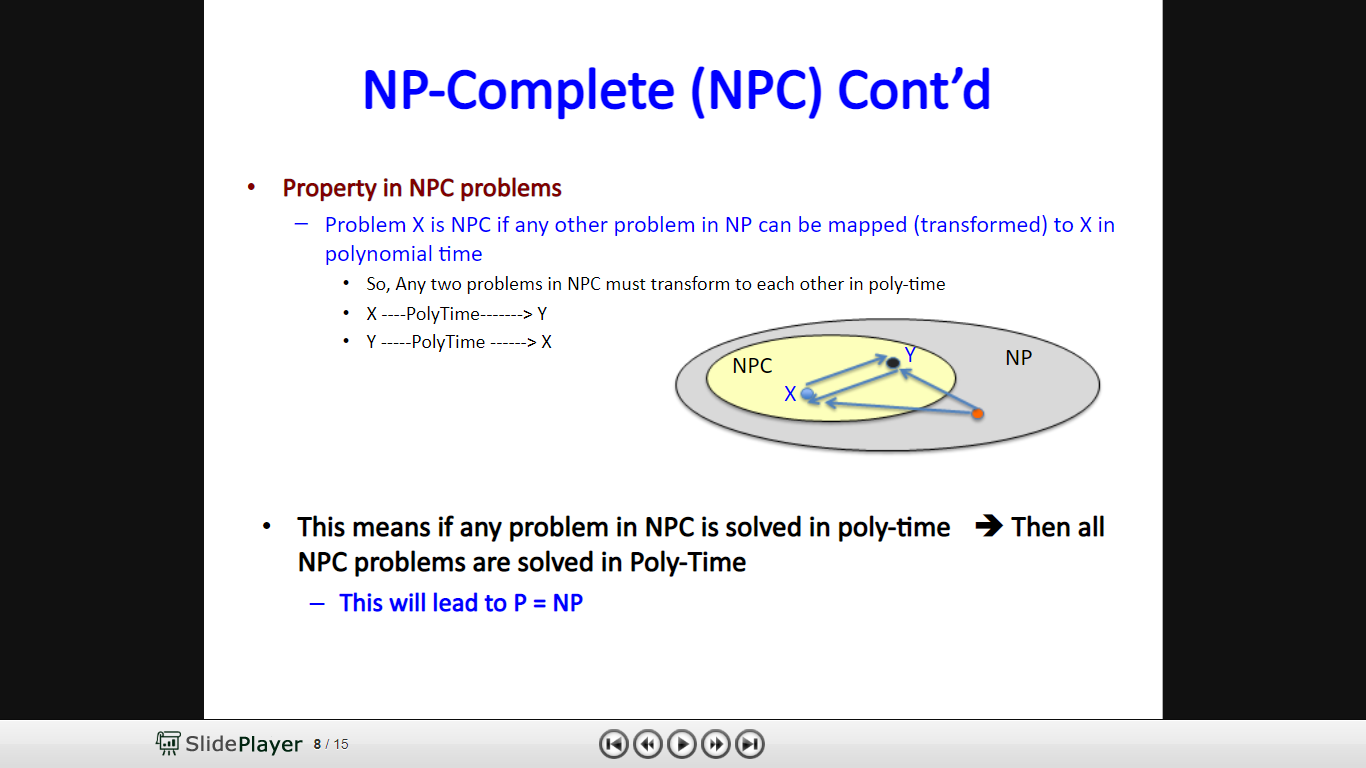 NP-Complete (NPC) Cont’d
• Property in NPC problems
– Problem X is NPC if any other problem in NP can be mapped (transformed) to X in
polynomial time
• So, Any two problems in NPC must transform to each other in poly-time
• X ----PolyTime-------> Y
• Y -----PolyTime ------> X
NPC
Y
NP
X
• This means if any problem in NPC is solved in poly-time ➔ Then all
NPC problems are solved in Poly-Time
– This will lead to P = NP
SlidePlayer 8 / 15